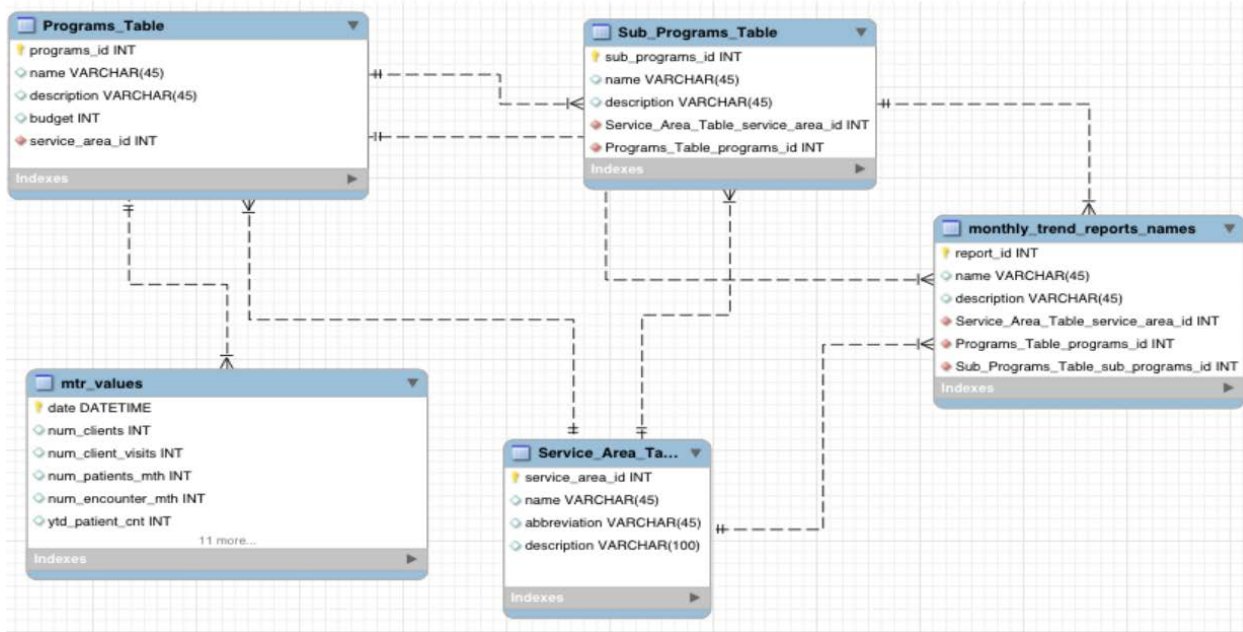 Programs_Table
programs_id INT
name VARCHAR(45)
description VARCHAR(45)
budget INT
service_area_id INT
Indexes
Sub_Programs_Table
sub_programs_id INT
name VARCHAR(45)
description VARCHAR(45)
Service_Area_Table_service_area_id INT
Programs_Table_programs_id INT
Indexes
monthly_trend_reports_names
report_id INT
name VARCHAR(45)
description VARCHAR(45)
Service_Area_Table_service_area_id INT
Programs_Table_programs_id INT
Sub_Programs_Table_sub_programs_id INT
Indexes
mtr_values
date DATETIME
num_clients INT
num_client_visits INT
num_patients_mth INT
num_encounter_mth INT
ytd_patient_cnt INT
11 more...
Indexes
Service_Area_Ta...
service_area_id INT
name VARCHAR(45)
abbreviation VARCHAR(45)
description VARCHAR(100)
Indexes